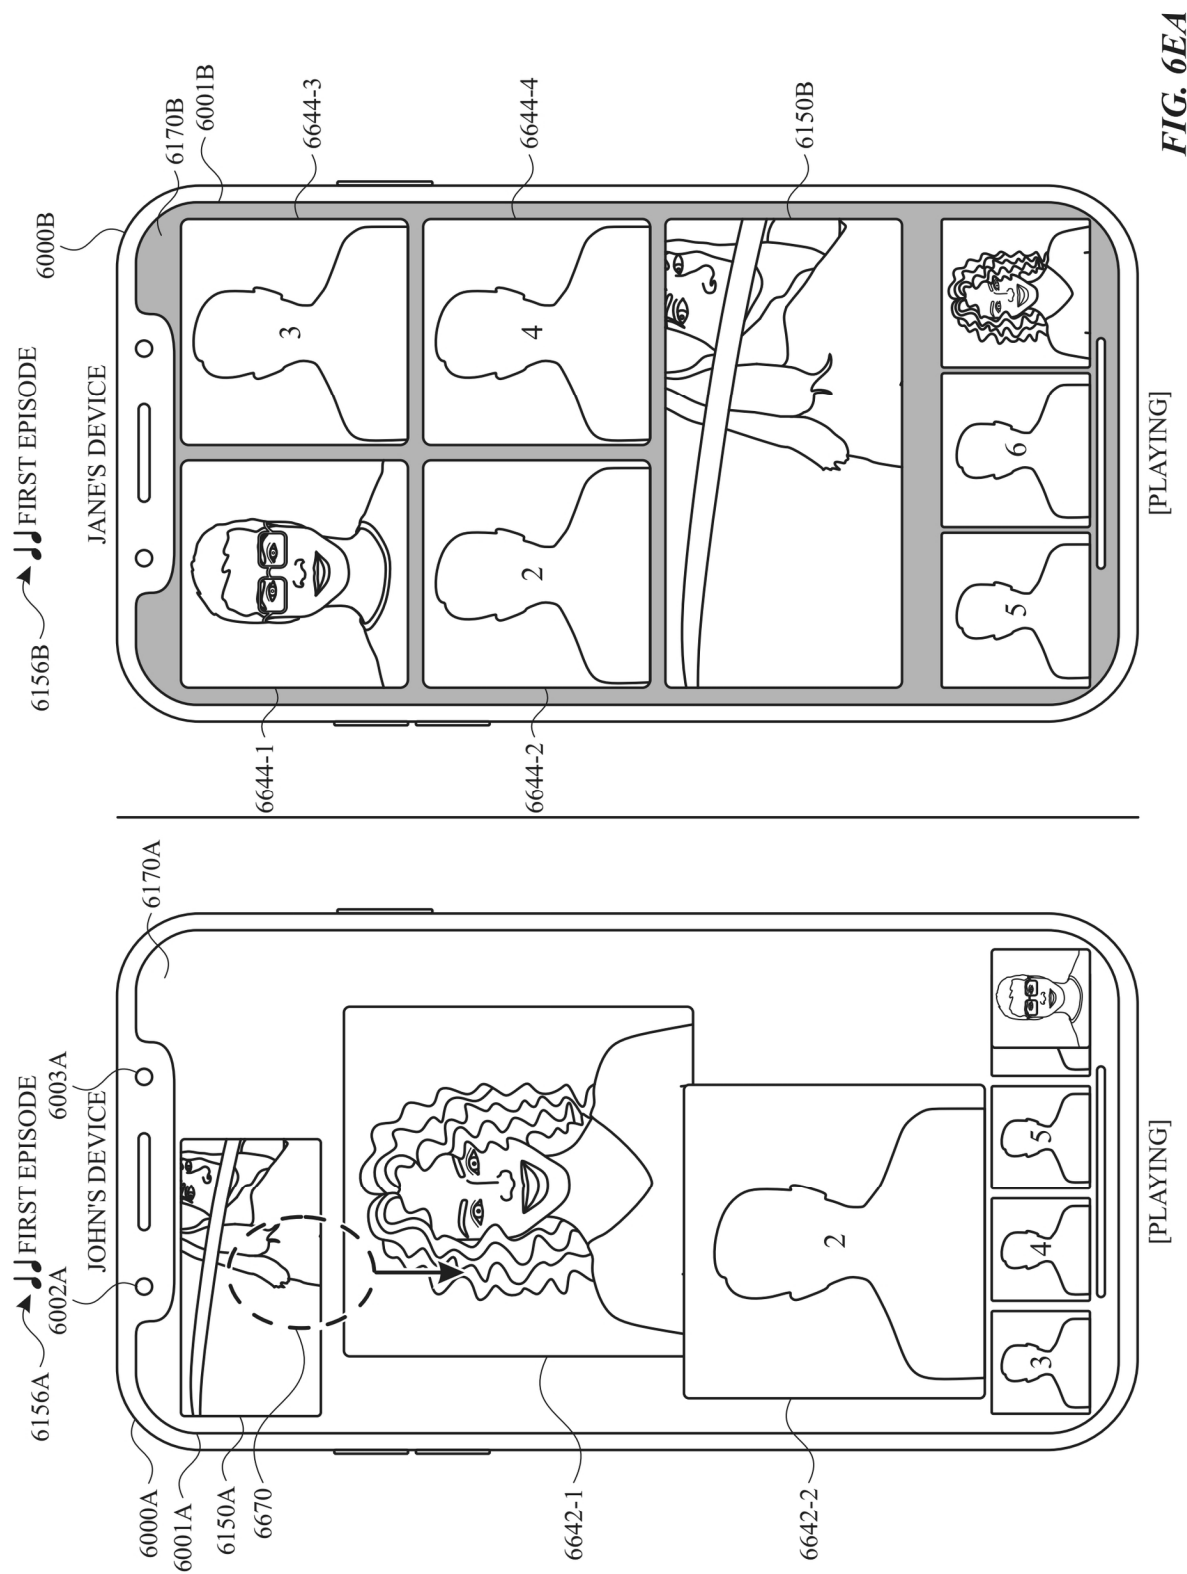 6156A
♫ FIRST EPISODE
6156B
♫ FIRST EPISODE
6002A
JOHN'S DEVICE
6003A
JANE'S DEVICE
6000B
6000A
6001A
6170A
6170B
6001B
6150A
6670
6644-1
3
6644-3
6642-1
6644-2
2
4
6644-4
6150B
6642-2
2
3
4
5
5
6
[PLAYING]
[PLAYING]
FIG. 6EA